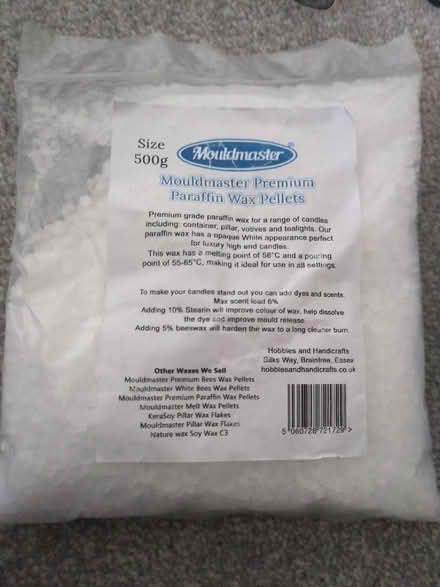 Size
500g
Mouldmaster®
Mouldmaster Premium
Paraffin Wax Pellets
Premium grade paraffin wax for a range of candles
including: container, pillar, votives and tealights. Our
paraffin wax has a opaque White appearance perfect
for luxury high end candles.
This wax has a melting point of 56°C and a pouring
point of 55-65°C, making it ideal for use in all settings.
To make your candles stand out you can add dyes and scents.
Max scent load 6%
Adding 10% Stearin will improve colour of wax, help dissolve
the dye and improve mould release.
Adding 5% beeswax will harden the wax to a long cleaner burn.
Hobbies and Handicrafts
Silks Way, Braintree, Essex
hobbiesandhandicrafts.co.uk
Other Waxes We Sell
Mouldmaster Premium Bees Wax Pellets
Mouldmaster White Bees Wax Pellets
Mouldmaster Premium Paraffin Wax Pellets
Mouldmaster Melt Wax Pellets
KeraSoy Pillar Wax Flakes
Mouldmaster Pillar Wax Flakes
Nature wax Soy Wax C3
5 060728 721729 >